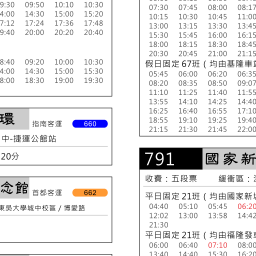 09:30 09:50 10:10 10:30
14:00 14:30 15:00 15:20
17:12 17:24 17:36 17:48
19:40 20:00 20:20 20:40
08:40 09:20 10:00 10:30
14:00 14:30 15:00 15:30
18:00 18:30 19:00 19:30
環 指南客運 660
中-捷運公館站
20分
念館 首都客運 662
東吳大學城中校區 / 博愛路
07:30 07:45 08:00 08:1
10:15 10:30 10:45 11:00
13:00 13:15 13:30 13:45
15:30 15:45 16:00 16:15
18:00 18:15 18:30 18:45
20:30 20:45 21:00 21:15
假日固定67班（均由基隆車
05:45 06:00 06:20 06:35
08:20 08:35 08:50 09:07
11:10 11:25 11:40 11:55
13:55 14:10 14:25 14:40
16:25 16:40 16:55 17:10
18:55 19:10 19:25 19:40
21:15 21:30 21:45 22:00
791 國家新
收費：五段票 緩衝區：
平日固定21班（均由國家新
04:40 05:10 05:45 06:20
12:02 13:00 13:58 14:42
21:30
平日固定21班（均由福隆發
06:00 06:40 07:10 08:0
13:40 14:40 15:30 16:20